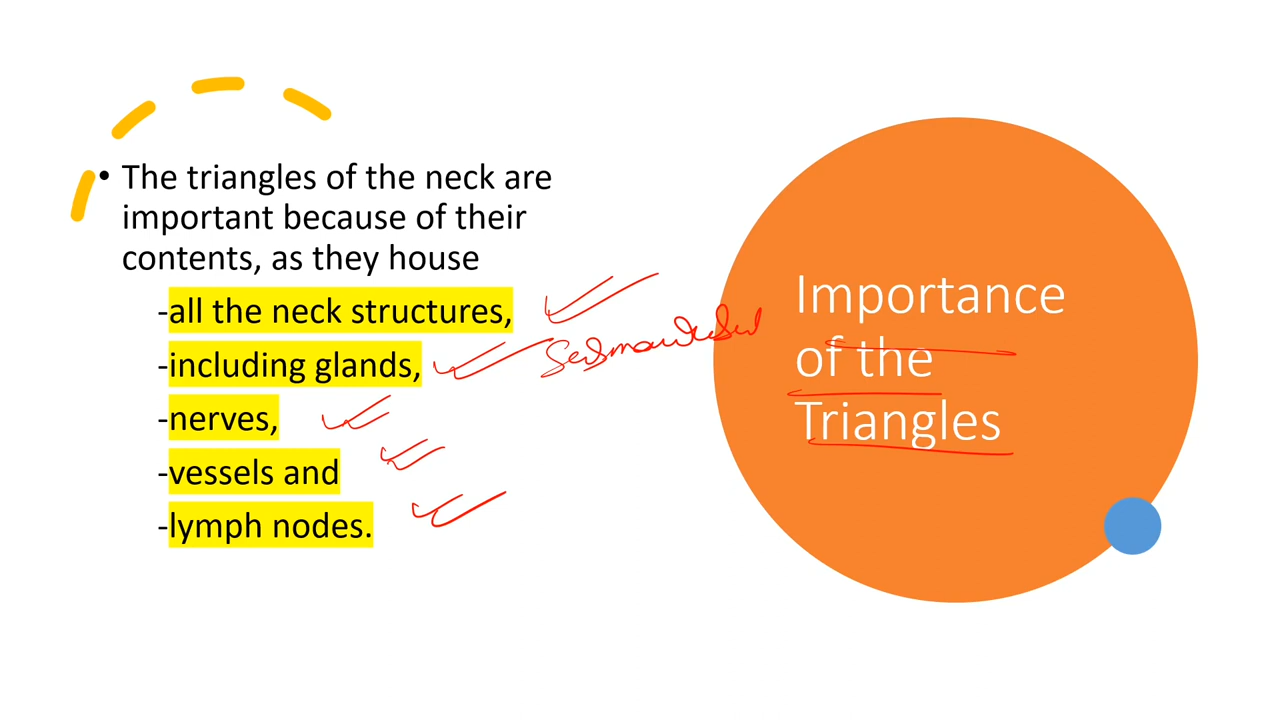 • The triangles of the neck are
important because of their
contents, as they house
-all the neck structures,
-including glands,
-nerves,
-vessels and
-lymph nodes.
Importance
of the
Triangles